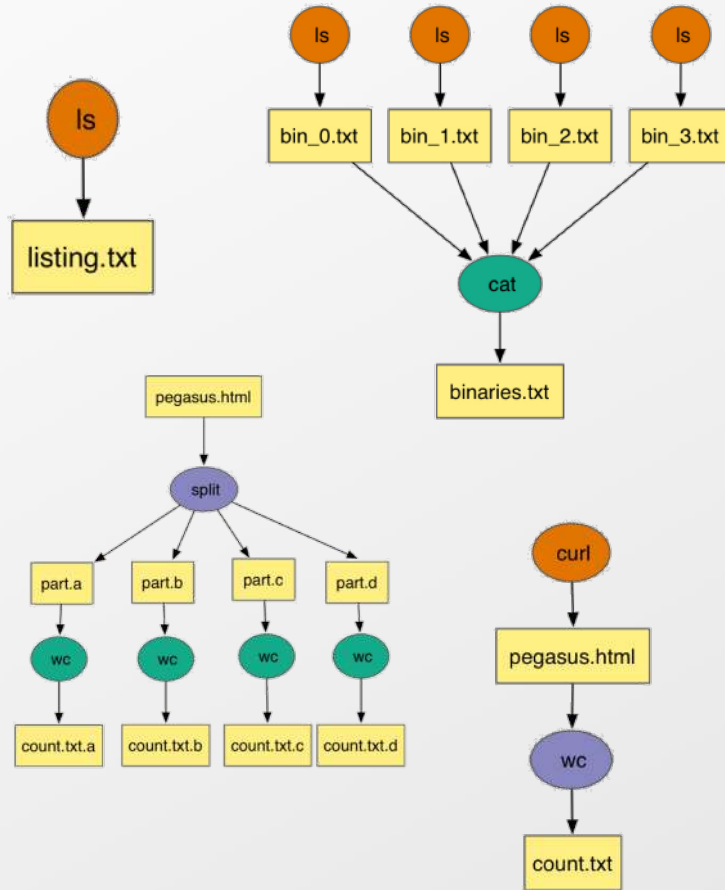 ls
listing.txt
ls
ls
ls
ls
bin_0.txt
bin_1.txt
bin_2.txt
bin_3.txt
cat
binaries.txt
pegasus.html
split
part.a
part.b
part.c
part.d
wc
wc
wc
wc
count.txt.a
count.txt.b
count.txt.c
count.txt.d
curl
pegasus.html
wc
count.txt